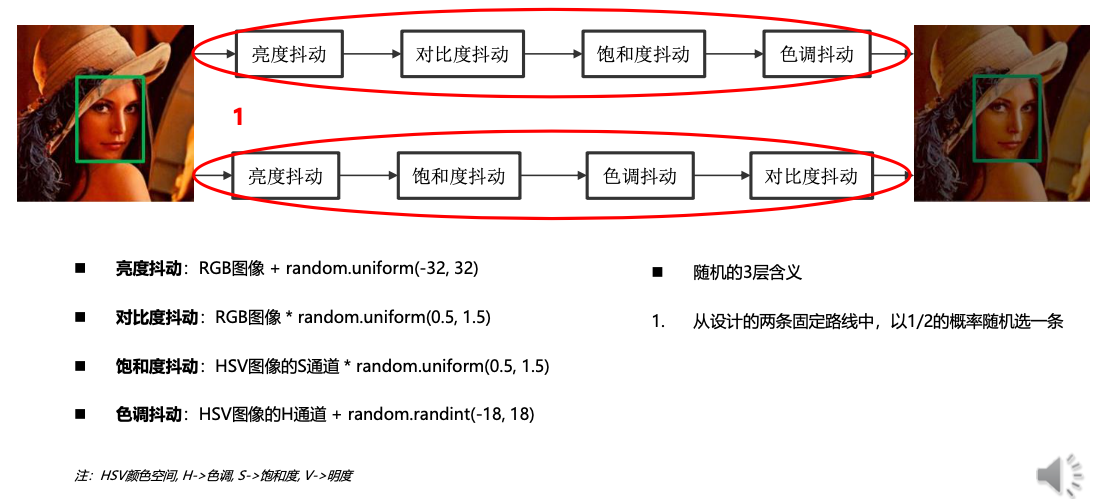 亮度抖动 对比度抖动 饱和度抖动 色调抖动
1
亮度抖动 饱和度抖动 色调抖动 对比度抖动
■ 亮度抖动：RGB图像 + random.uniform(-32, 32)
■ 对比度抖动：RGB图像 * random.uniform(0.5, 1.5)
■ 饱和度抖动：HSV图像的S通道 * random.uniform(0.5, 1.5)
■ 色调抖动：HSV图像的H通道 + random.randint(-18, 18)
注：HSV颜色空间, H->色调, S->饱和度, V->明度
■ 随机的3层含义
1. 从设计的两条固定路线中，以1/2的概率随机选一条